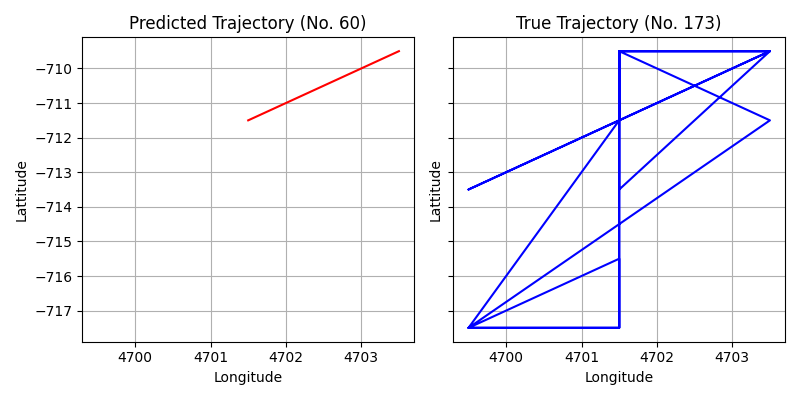 Predicted Trajectory (No. 60)
True Trajectory (No. 173)
Lattitude
−710
−711
−712
−713
−714
−715
−716
−717
4700 4701 4702 4703
Longitude
Lattitude
4700 4701 4702 4703
Longitude